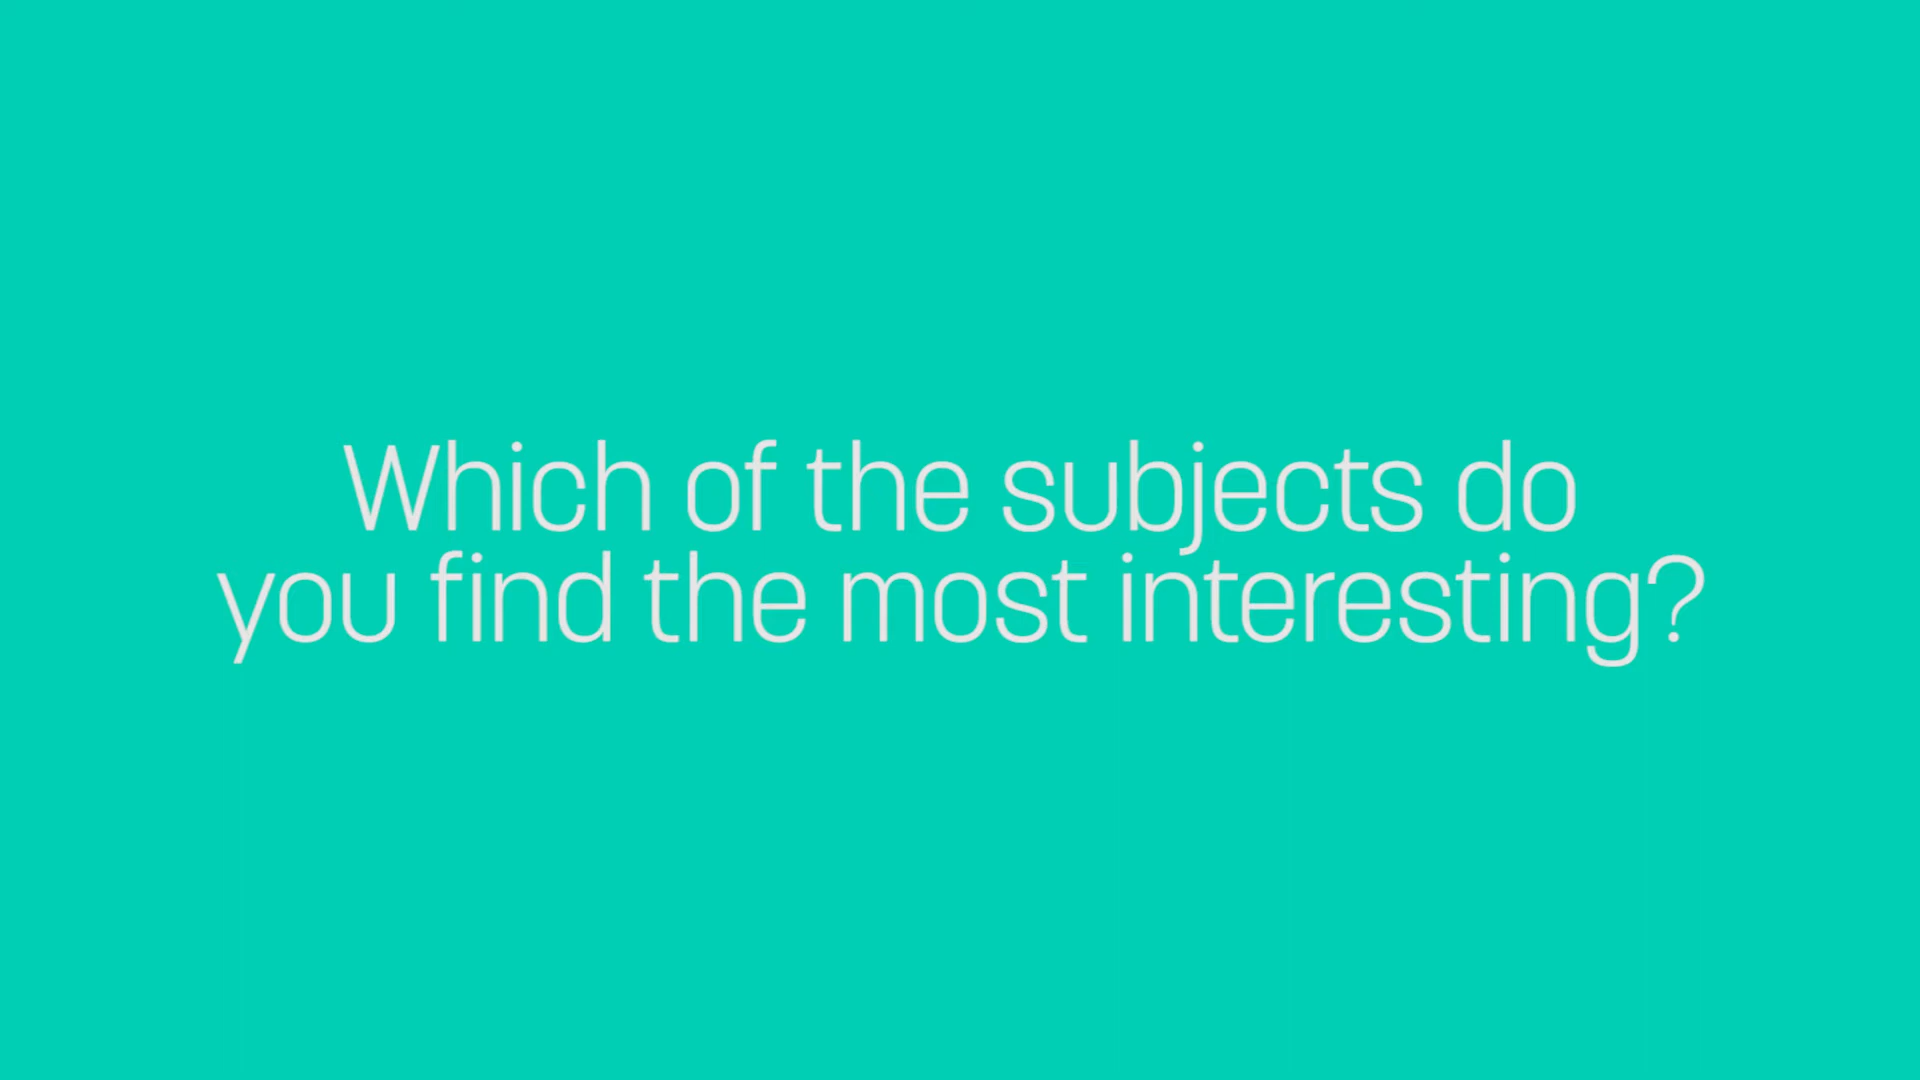 Which of the subjects do
you find the most interesting?